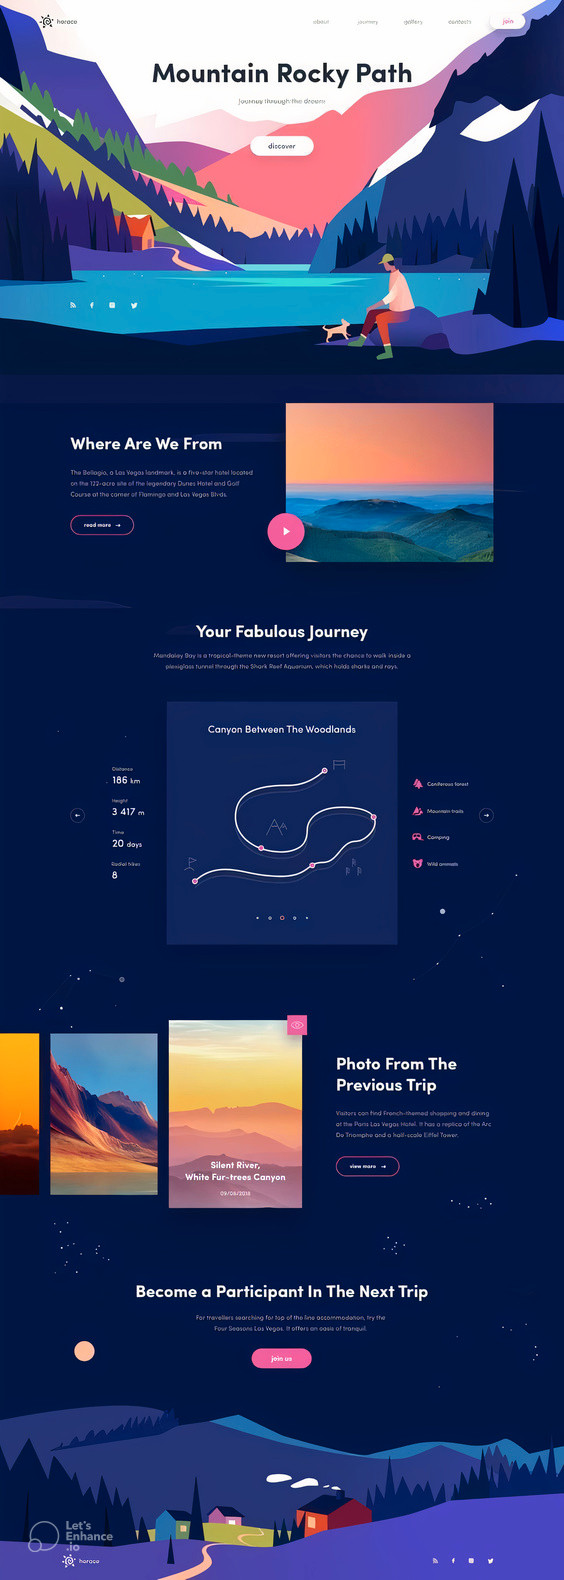 horaco
about
journey
gallery
contacts
join
Mountain Rocky Path
journey through the dream
discover
Where Are We From
The Bellagio, a Las Vegas landmark, is a five-star hotel located
on the 122-acre site of the legendary Dunes Hotel and Golf
Course at the corner of Flamingo and Las Vegas Blvds.
read more
Your Fabulous Journey
Mandalay Bay is a tropical-theme new resort offering visitors the chance to walk inside a
plexiglass tunnel through the Shark Reef Aquarium, which holds sharks and rays.
Canyon Between The Woodlands
Distance
186 km
Height
3 417 m
Time
20 days
Radial hikes
8
Coniferous forest
Mountain trails
Camping
Wild animals
Silent River,
White Fur-trees Canyon
09/08/2018
Photo From The
Previous Trip
Visitors can find French-themed shopping and dining
at the Paris Las Vegas Hotel. It has a replica of the Arc
De Triomphe and a half-scale Eiffel Tower.
view more
Become a Participant In The Next Trip
For travellers searching for top of the line accommodation, try the
Four Seasons Las Vegas. It offers an oasis of tranquil.
join us
Let's
Enhance
.io
horaco